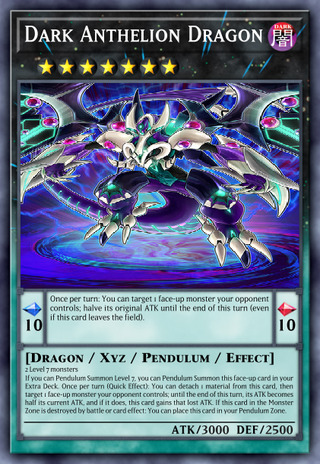 Dark Anthelion Dragon
DARK
闇
Once per turn: You can target 1 face-up monster your opponent
controls; halve its original ATK until the end of this turn (even
if this card leaves the field).
10
10
[Dragon / Xyz / Pendulum / Effect]
2 Level 7 monsters
If you can Pendulum Summon Level 7, you can Pendulum Summon this face-up card in your
Extra Deck. Once per turn (Quick Effect): You can detach 1 material from this card, then
target 1 face-up monster your opponent controls; until the end of this turn, its ATK becomes
half its current ATK, and if it does, this card gains that lost ATK. If this card in the Monster
Zone is destroyed by battle or card effect: You can place this card in your Pendulum Zone.
ATK/3000 DEF/2500